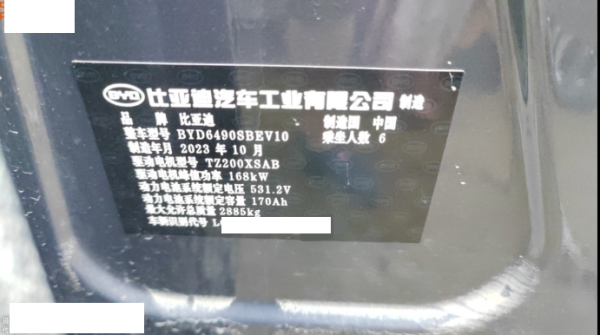 BYD 比亚迪汽车工业有限公司 制造
品 牌 比亚迪 制造国 中国
整车型号 BYD6490SBEV10 乘坐人数 6
制造年月 2023 年 10 月
驱动电机型号 TZ200XSAB
驱动电机峰值功率 168kW
动力电池系统额定电压 531.2V
动力电池系统额定容量 170Ah
最大允许总质量 2885kg
车辆识别代号 L